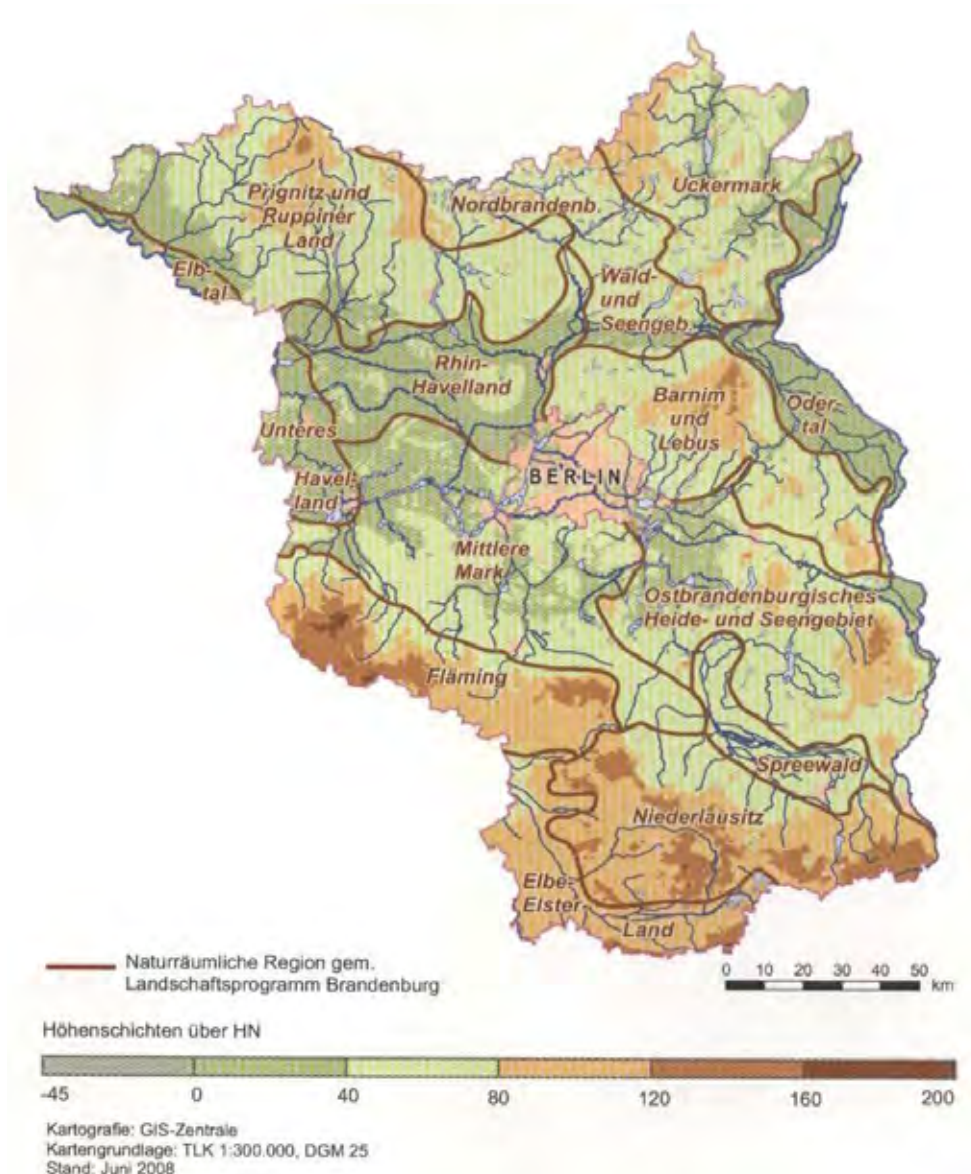 Prignitz und
Ruppiner
Land
Nordbrandenb.
Uckermark
Elb-
tal
Wald-
und
Seengeb.
Rhin-
Havelland
Barnim
und
Lebus
Oder-
tal
Unteres
Havel-
land
BERLIN
Mittlere
Mark
Ostbrandenburgisches
Heide- und Seengebiet
Fläming
Spreewald
Niederlausitz
Elbe-
Elster-
Land
Naturräumliche Region gem.
Landschaftsprogramm Brandenburg
0 10 20 30 40 50
km
Höhenschichten über HN
-45 0 40 80 120 160 200
Kartografie: GIS-Zentrale
Kartengrundlage: TLK 1:300.000, DGM 25
Stand: Juni 2008